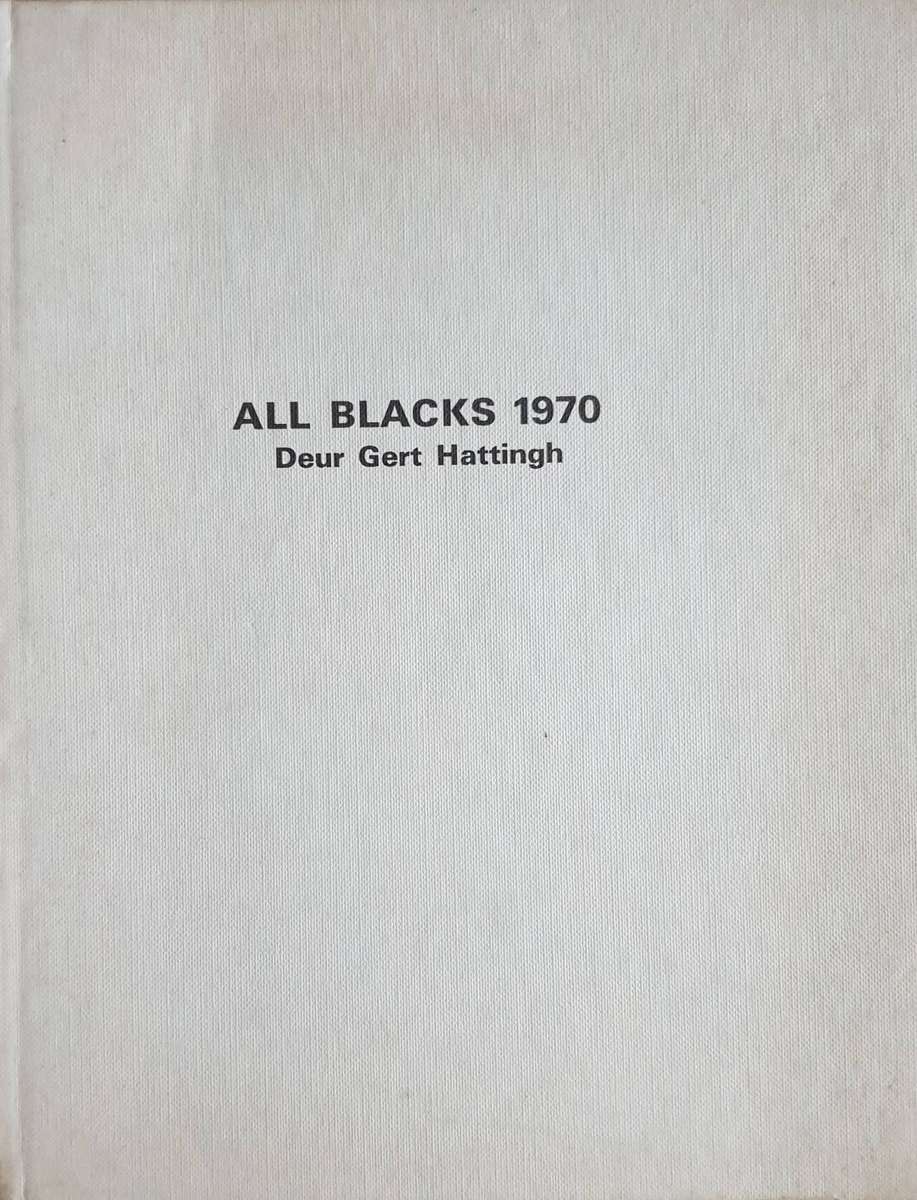 ALL BLACKS 1970
Deur Gert Hattingh